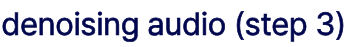 denoising audio (step 3)